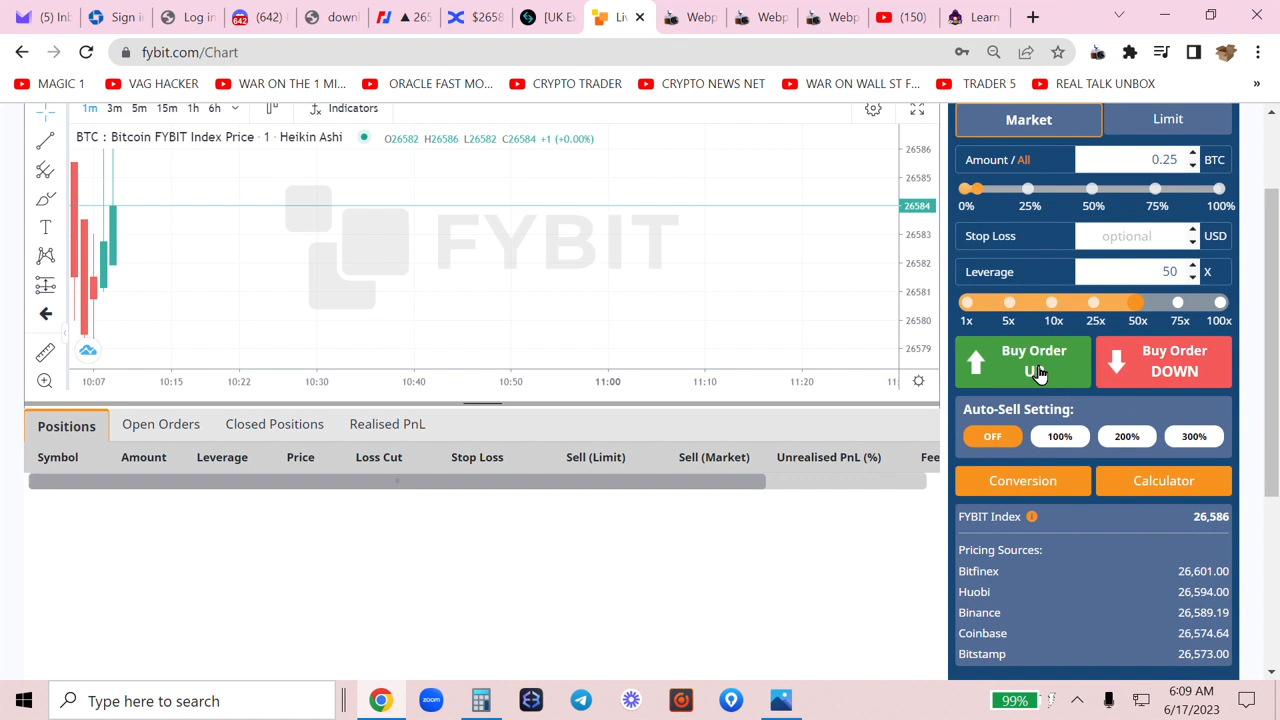 (5) In
Sign i
Log i
(642)
dow
▲ 265
$2658
[UK E
Li
Webp
Webp
Webp
(150)
Learn
fybit.com/Chart
MAGIC 1
VAG HACKER
WAR ON THE 1 MI...
ORACLE FAST MO...
CRYPTO TRADER
CRYPTO NEWS NET
WAR ON WALL ST F...
TRADER 5
REAL TALK UNBOX
»
1m 3m 5m 15m 1h 6h
Indicators
BTC : Bitcoin FYBIT Index Price · 1 · Heikin Ashi
O26582 H26586 L26582 C26584 +1 (+0.00%)
FYBIT
26586
26585
26584
26583
26582
26581
26580
26579
10:07 10:15 10:22 10:30 10:40 10:50 11:00 11:10 11:20 11:
Positions Open Orders Closed Positions Realised PnL
Symbol Amount Leverage Price Loss Cut Stop Loss Sell (Limit) Sell (Market) Unrealised PnL (%) Fee
Market
Limit
Amount / All 0.25 BTC
0% 25% 50% 75% 100%
Stop Loss optional USD
Leverage 50 X
1x 5x 10x 25x 50x 75x 100x
Buy Order
Buy Order
DOWN
Auto-Sell Setting:
OFF 100% 200% 300%
Conversion Calculator
FYBIT Index 26,586
Pricing Sources:
Bitfinex 26,601.00
Huobi 26,594.00
Binance 26,589.19
Coinbase 26,574.64
Bitstamp 26,573.00
Type here to search
zoom
99%
6:09 AM
6/17/2023